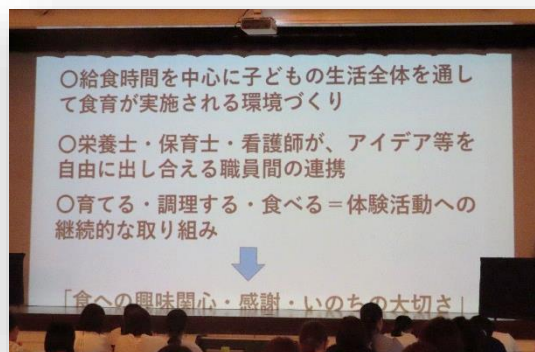 ○給食時間を中心に子どもの生活全体を通し
て食育が実施される環境づくり
○栄養士・保育士・看護師が、アイデア等を
自由に出し合える職員間の連携
○育てる・調理する・食べる＝体験活動への
継続的な取り組み
「食への興味関心・感謝・いのちの大切さ」